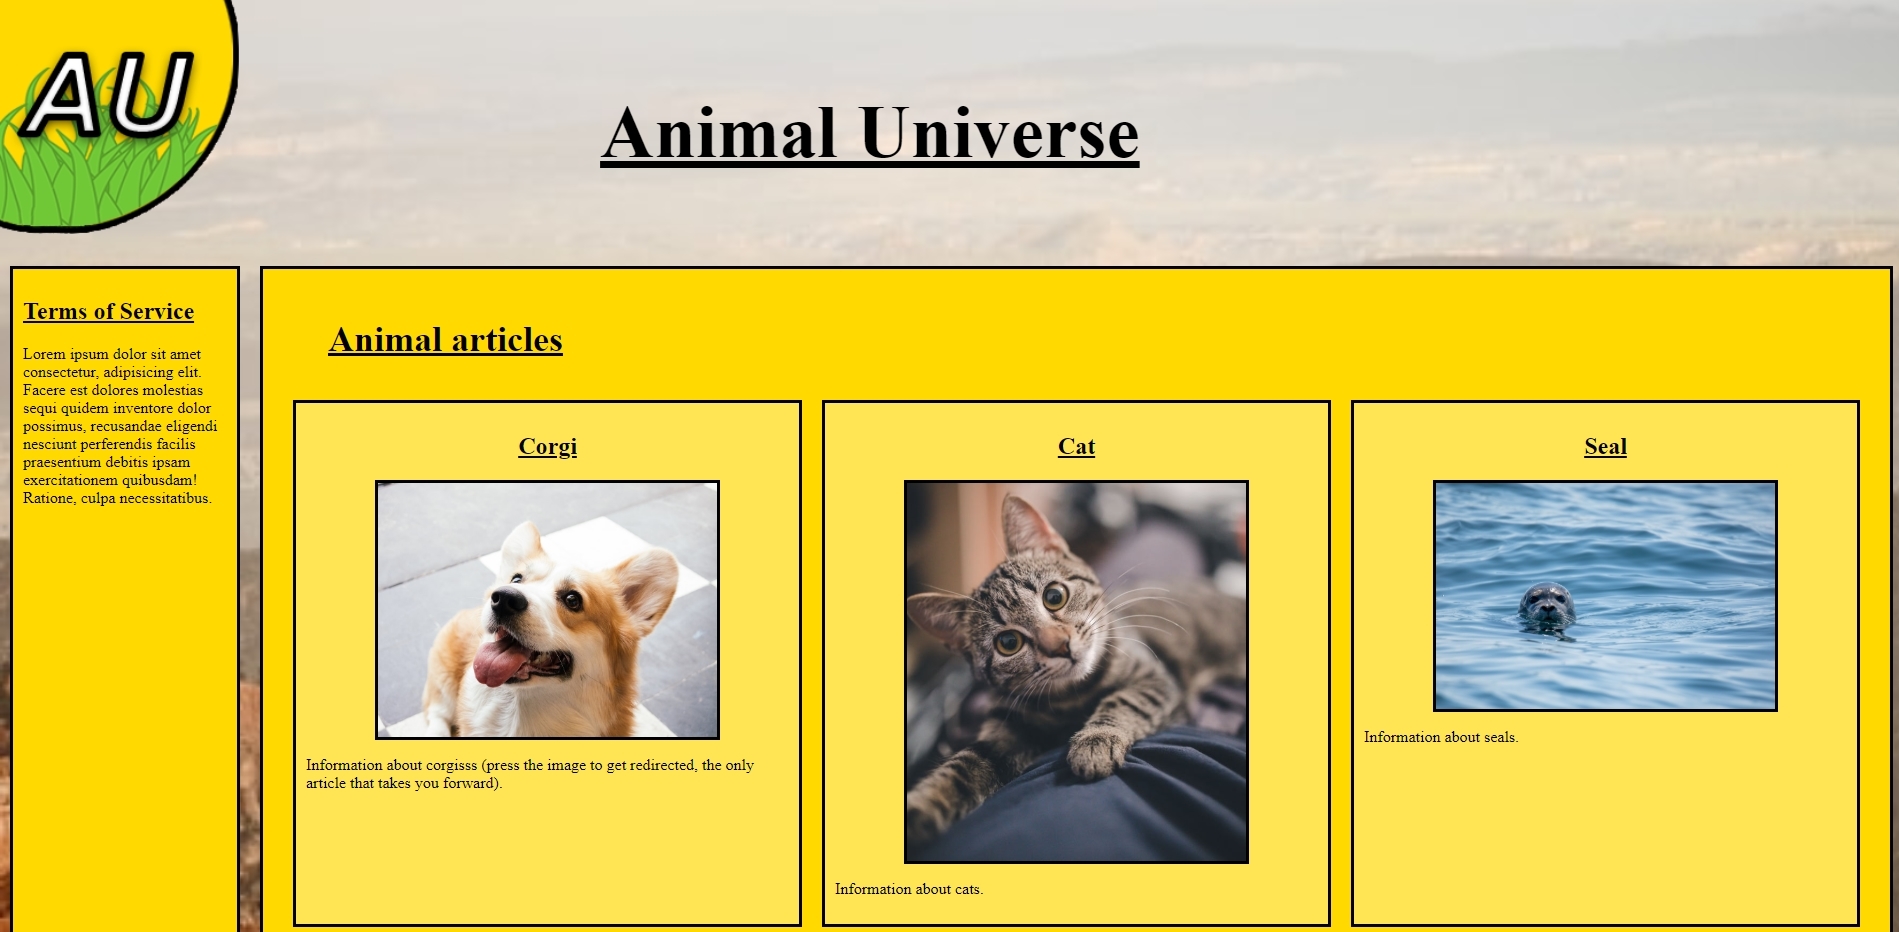 AU
Animal Universe
Terms of Service
Lorem ipsum dolor sit amet
consectetur, adipisicing elit.
Facere est dolores molestias
sequi quidem inventore dolor
possimus, recusandae eligendi
nesciunt perferendis facilis
praesentium debitis ipsam
exercitationem quibusdam!
Ratione, culpa necessitatibus.
Animal articles
Corgi
Information about corgisss (press the image to get redirected, the only
article that takes you forward).
Cat
Information about cats.
Seal
Information about seals.